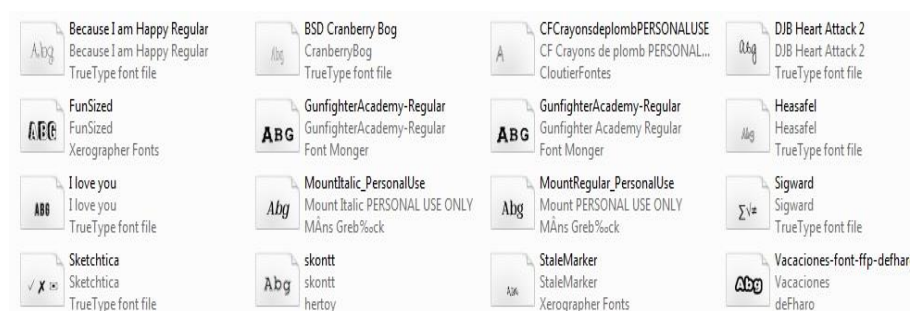 Because I am Happy Regular
Because I am Happy Regular
TrueType font file
BSD Cranberry Bog
CranberryBog
TrueType font file
CFCrayonsdeplombPERSONALUSE
CF Crayons de plomb PERSONAL...
CloutierFontes
DJB Heart Attack 2
DJB Heart Attack 2
TrueType font file
FunSized
FunSized
Xerographer Fonts
GunfighterAcademy-Regular
GunfighterAcademy-Regular
Font Monger
GunfighterAcademy-Regular
Gunfighter Academy Regular
Font Monger
Heasafel
Heasafel
TrueType font file
I love you
I love you
TrueType font file
MountItalic_PersonalUse
Mount Italic PERSONAL USE ONLY
MÂns Greb‰ck
MountRegular_PersonalUse
Mount PERSONAL USE ONLY
MÂns Greb‰ck
Sigward
Sigward
TrueType font file
Sketchtica
Sketchtica
TrueType font file
skontt
skontt
hertoy
StaleMarker
StaleMarker
Xerographer Fonts
Vacaciones-font-ffp-defharo
Vacaciones
deFharo